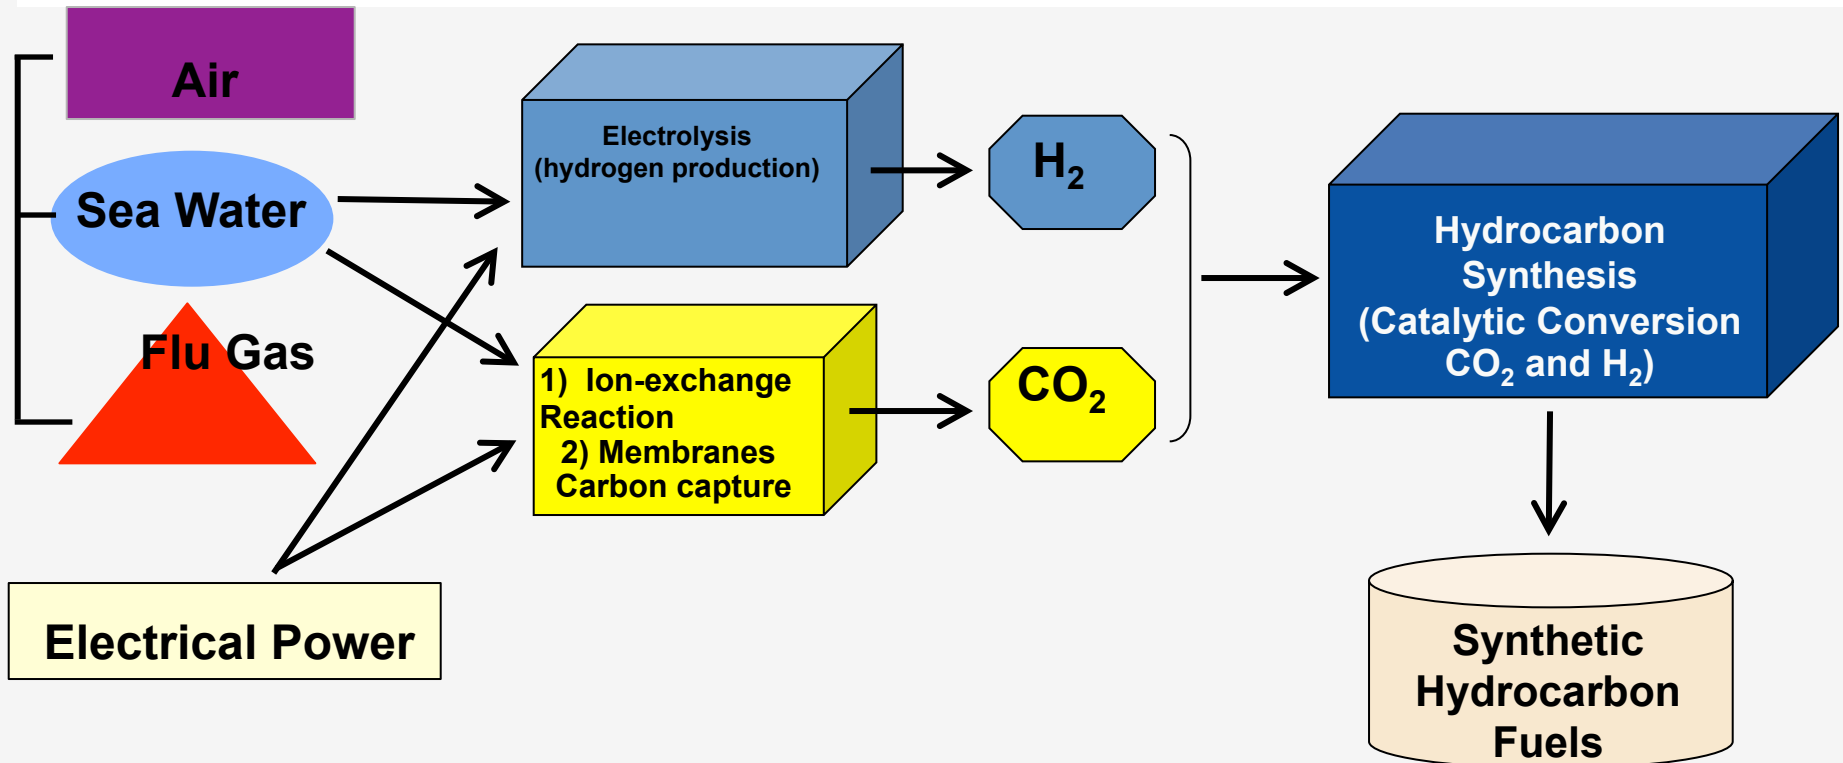 Air
Sea Water
Flu Gas
Electrical Power
Electrolysis
(hydrogen production)
1) Ion-exchange
Reaction
2) Membranes
Carbon capture
H₂
CO₂
Hydrocarbon
Synthesis
(Catalytic Conversion
CO₂ and H₂)
Synthetic
Hydrocarbon
Fuels